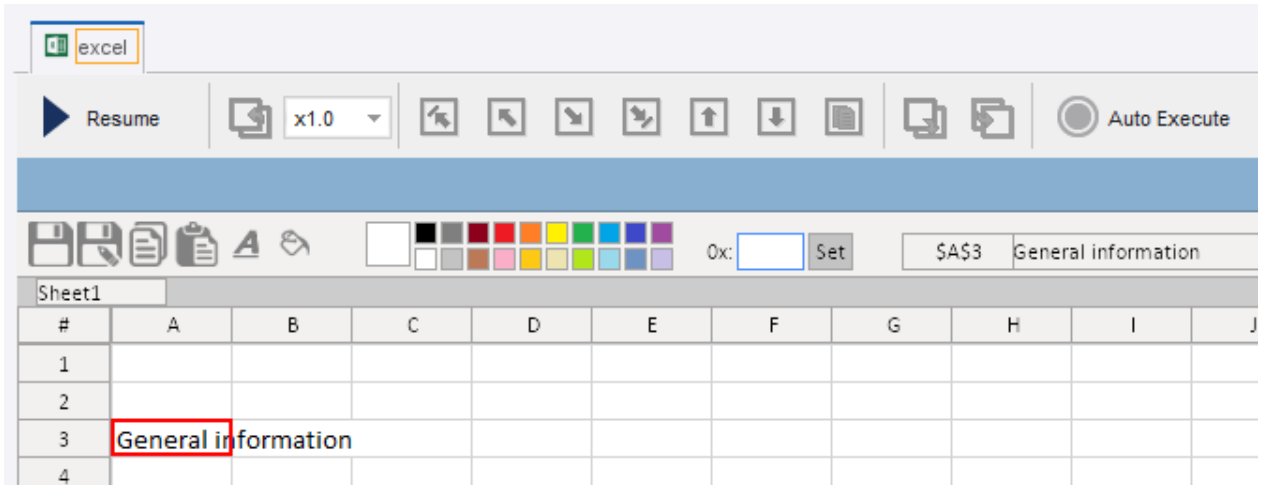 excel
Resume x1.0 Auto Execute
0x: Set $A$3 General information
Sheet1
# A B C D E F G H I J
1
2
3 General information
4